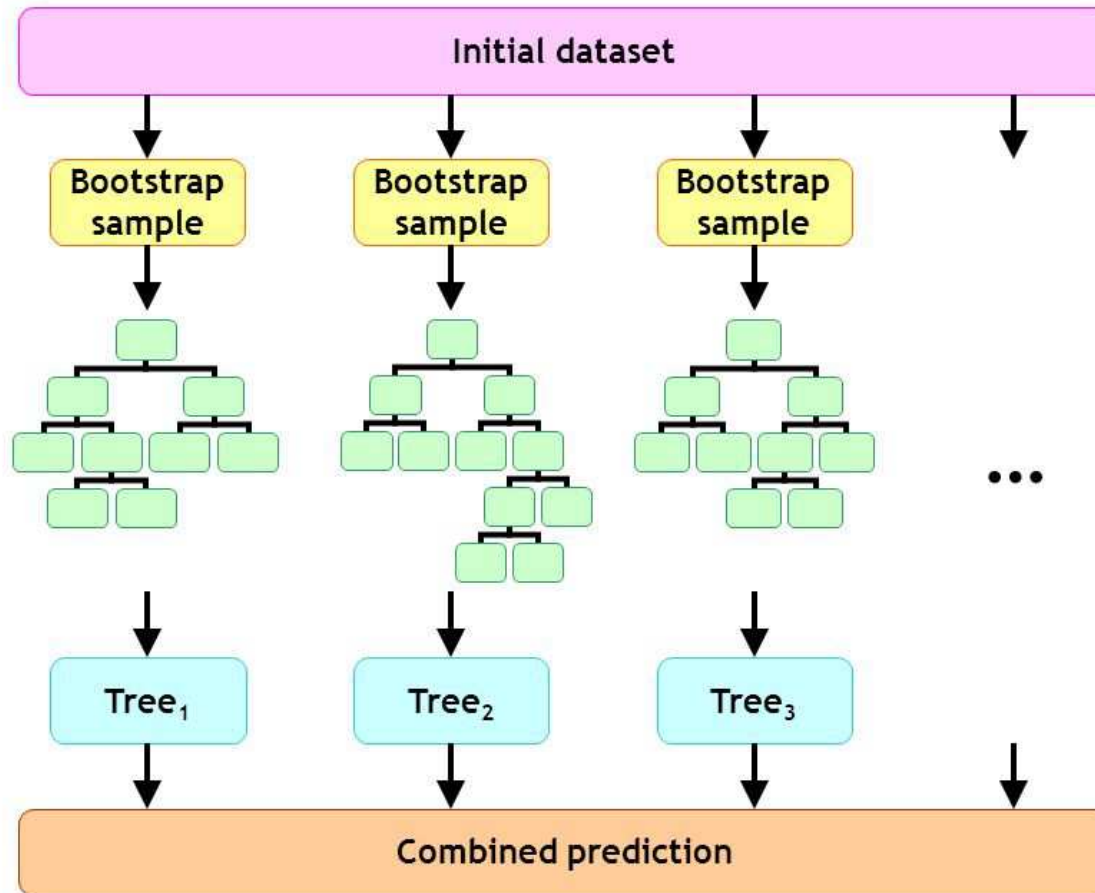 Initial dataset
Bootstrap
sample
Bootstrap
sample
Bootstrap
sample
...
Tree₁
Tree₂
Tree₃
Combined prediction